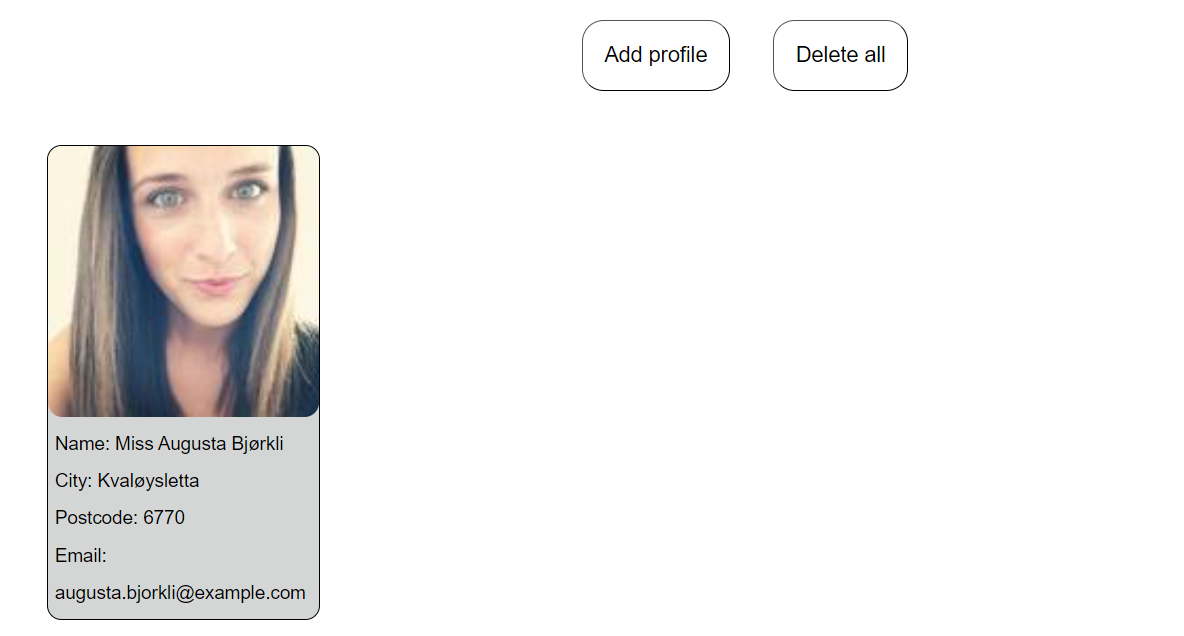 Add profile
Delete all
Name: Miss Augusta Bjørkli
City: Kvaløysletta
Postcode: 6770
Email:
augusta.bjorkli@example.com